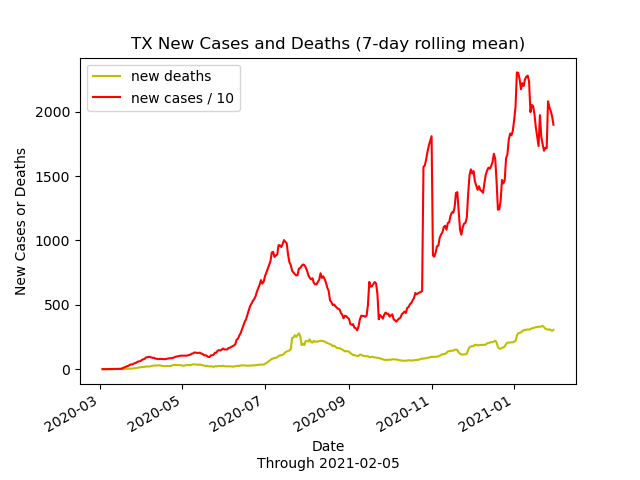 TX New Cases and Deaths (7-day rolling mean)
new deaths
new cases / 10
2000
1500
1000
500
0
New Cases or Deaths
2020-03
2020-05
2020-07
2020-09
2020-11
2021-01
Date
Through 2021-02-05